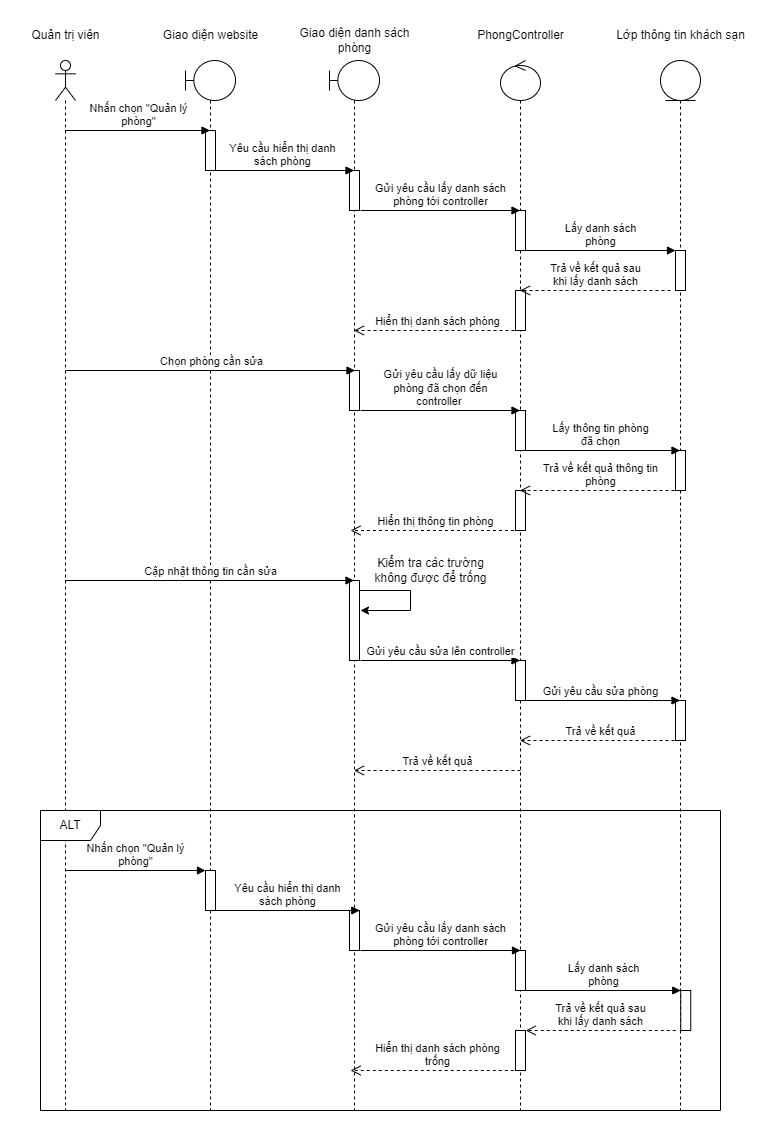 Quản trị viên
Giao diện website
Giao diện danh sách
phòng
PhongController
Lớp thông tin khách sạn
Nhấn chọn "Quản lý
phòng"
Yêu cầu hiển thị danh
sách phòng
Gửi yêu cầu lấy danh sách
phòng tới controller
Lấy danh sách
phòng
Trả về kết quả sau
khi lấy danh sách
Hiển thị danh sách phòng
Chọn phòng cần sửa
Gửi yêu cầu lấy dữ liệu
phòng đã chọn đến
controller
Lấy thông tin phòng
đã chọn
Trả về kết quả thông tin
phòng
Hiển thị thông tin phòng
Cập nhật thông tin cần sửa
Kiểm tra các trường
không được để trống
Gửi yêu cầu sửa lên controller
Gửi yêu cầu sửa phòng
Trả về kết quả
Trả về kết quả
ALT
Nhấn chọn "Quản lý
phòng"
Yêu cầu hiển thị danh
sách phòng
Gửi yêu cầu lấy danh sách
phòng tới controller
Lấy danh sách
phòng
Trả về kết quả sau
khi lấy danh sách
Hiển thị danh sách phòng
trống